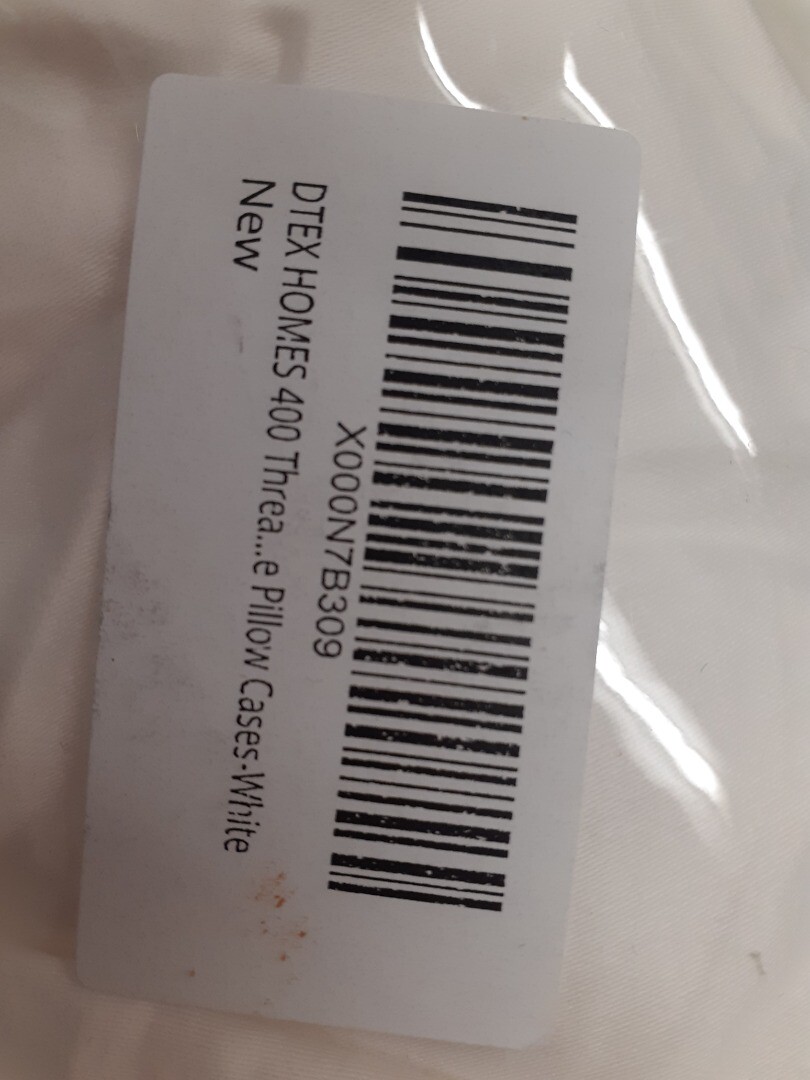 X000N7B309
DTEX HOMES 400 Threa...e Pillow Cases-White
New